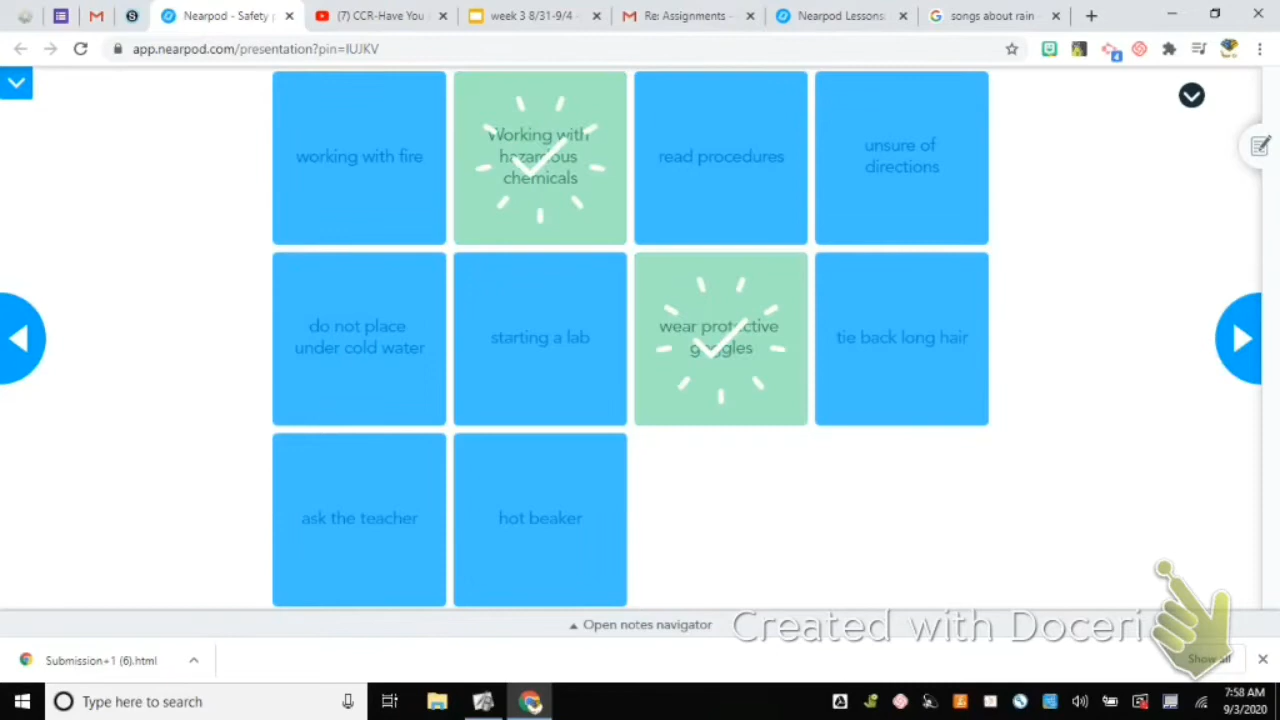 Nearpod - Safety p
(7) CCR-Have You
week 3 8/31-9/4 -
Re: Assignments -
Nearpod Lessons:
songs about rain -
app.nearpod.com/presentation?pin=IUJKV
4
working with fire
Working with
hazardous
chemicals
read procedures
unsure of
directions
do not place
under cold water
starting a lab
wear protective
goggles
tie back long hair
ask the teacher
hot beaker
Open notes navigator
Created with Doceri
Submission+1 (6).html
Show all
Type here to search
7:58 AM
9/3/2020